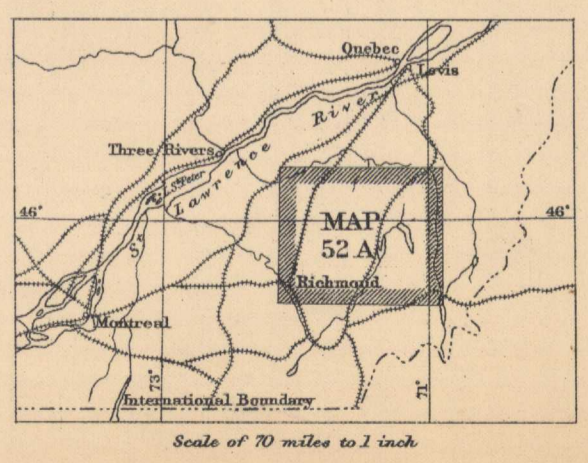 Quebec
Levis
St Lawrence River
Three Rivers
L. St Peter
46°
46°
MAP
52 A
Richmond
Montreal
73°
71°
International Boundary
Scale of 70 miles to 1 inch